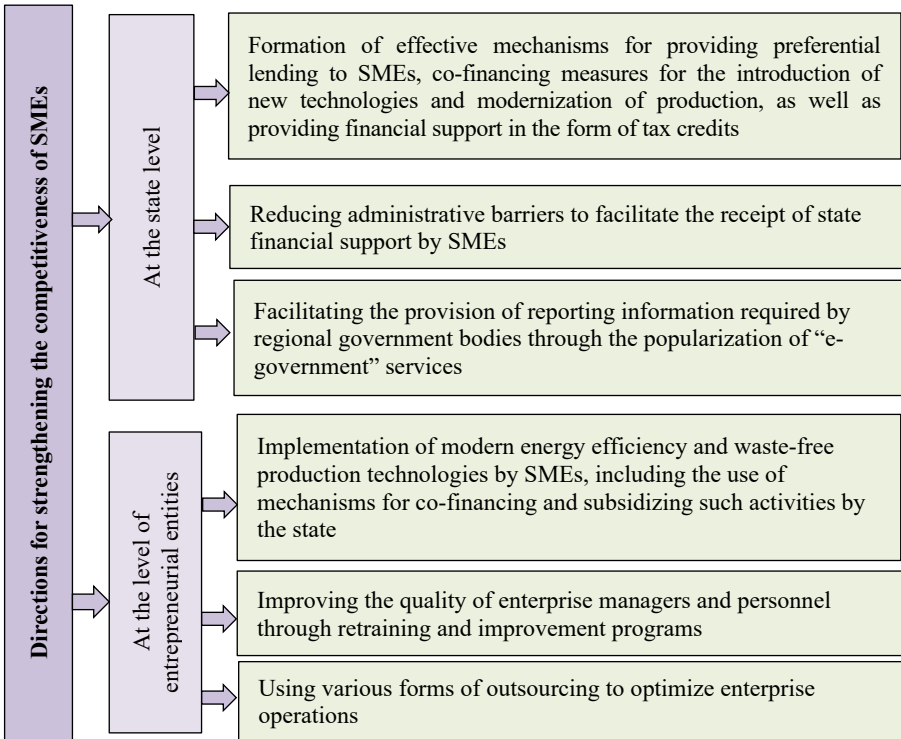 Directions for strengthening the competitiveness of SMEs
At the state level
Formation of effective mechanisms for providing preferential
lending to SMEs, co-financing measures for the introduction of
new technologies and modernization of production, as well as
providing financial support in the form of tax credits
Reducing administrative barriers to facilitate the receipt of state
financial support by SMEs
Facilitating the provision of reporting information required by
regional government bodies through the popularization of “e-
government” services
At the level of
entrepreneurial entities
Implementation of modern energy efficiency and waste-free
production technologies by SMEs, including the use of
mechanisms for co-financing and subsidizing such activities by
the state
Improving the quality of enterprise managers and personnel
through retraining and improvement programs
Using various forms of outsourcing to optimize enterprise
operations